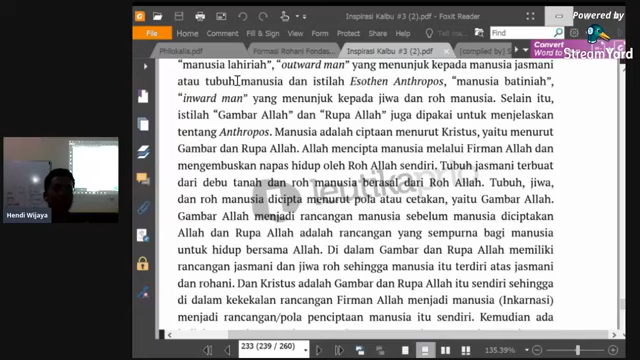 Inspirasi Kalbu #3 (2).pdf - Foxit Reader
Powered by
StreamYard
File
Philokalia.pdf
Formasi Rohani Fondas...
Inspirasi Kalbu #3 (2).pdf
[compiled by]
Convert
Word to
"manusia lahiriah", "outward man" yang menunjuk kepada manusia jasmani
atau tubuh manusia dan istilah Esothen Anthropos, "manusia batiniah",
"inward man" yang menunjuk kepada jiwa dan roh manusia. Selain itu,
istilah "Gambar Allah" dan "Rupa Allah" juga dipakai untuk menjelaskan
tentang Anthropos. Manusia adalah ciptaan menurut Kristus, yaitu menurut
Gambar dan Rupa Allah. Allah mencipta manusia melalui Firman Allah dan
mengembuskan napas hidup oleh Roh Allah sendiri. Tubuh jasmani terbuat
dari debu tanah dan roh manusia berasal dari Roh Allah. Tubuh, jiwa,
dan roh manusia dicipta menurut pola atau cetakan, yaitu Gambar Allah.
Gambar Allah menjadi rancangan manusia sebelum manusia diciptakan
Allah dan Rupa Allah adalah rancangan yang sempurna bagi manusia
untuk hidup bersama Allah. Di dalam Gambar dan Rupa Allah memiliki
rancangan jasmani dan jiwa roh sehingga manusia itu terdiri atas jasmani
dan rohani. Dan Kristus adalah Gambar dan Rupa Allah itu sendiri sehingga
di dalam kekekalan rancangan Firman Allah menjadi manusia (Inkarnasi)
menjadi rancangan/pola penciptaan manusia itu sendiri. Kemudian ada
leutikaprio
Hendi Wijaya
233 (239 / 260)
135.39%